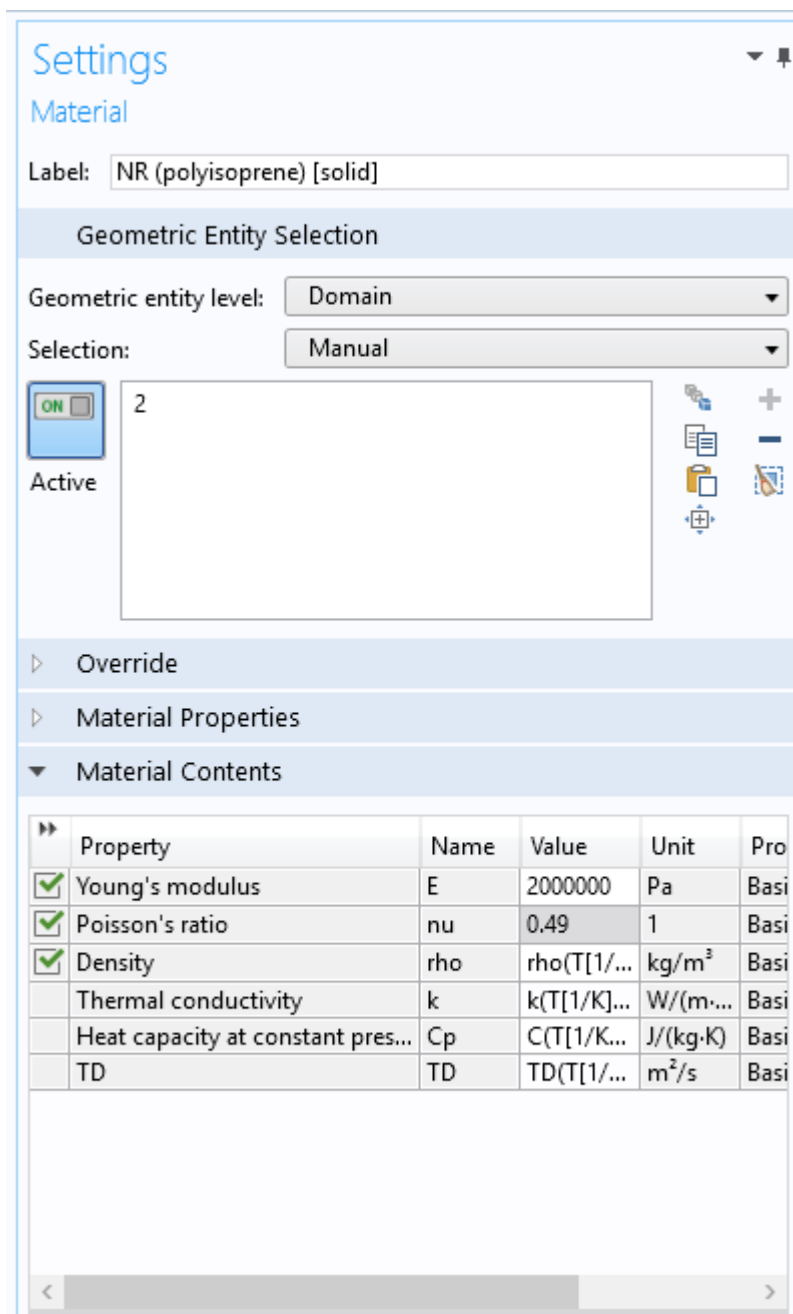 Settings
Material
Label: NR (polyisoprene) [solid]
Geometric Entity Selection
Geometric entity level: Domain
Selection: Manual
ON 2
Active
Override
Material Properties
Material Contents
Property Name Value Unit Pro
Young's modulus E 2000000 Pa Basi
Poisson's ratio nu 0.49 1 Basi
Density rho rho(T[1/... kg/m³ Basi
Thermal conductivity k k(T[1/K]... W/(m·... Basi
Heat capacity at constant pres... Cp C(T[1/K... J/(kg·K) Basi
TD TD TD(T[1/... m²/s Basi